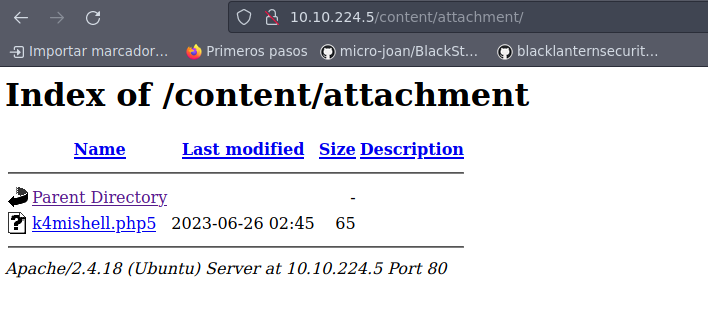 10.10.224.5/content/attachment/
Importar marcador... Primeros pasos micro-joan/BlackSt... blacklanternsecurit...
Index of /content/attachment
Name Last modified Size Description
Parent Directory -
k4mishell.php5 2023-06-26 02:45 65
Apache/2.4.18 (Ubuntu) Server at 10.10.224.5 Port 80